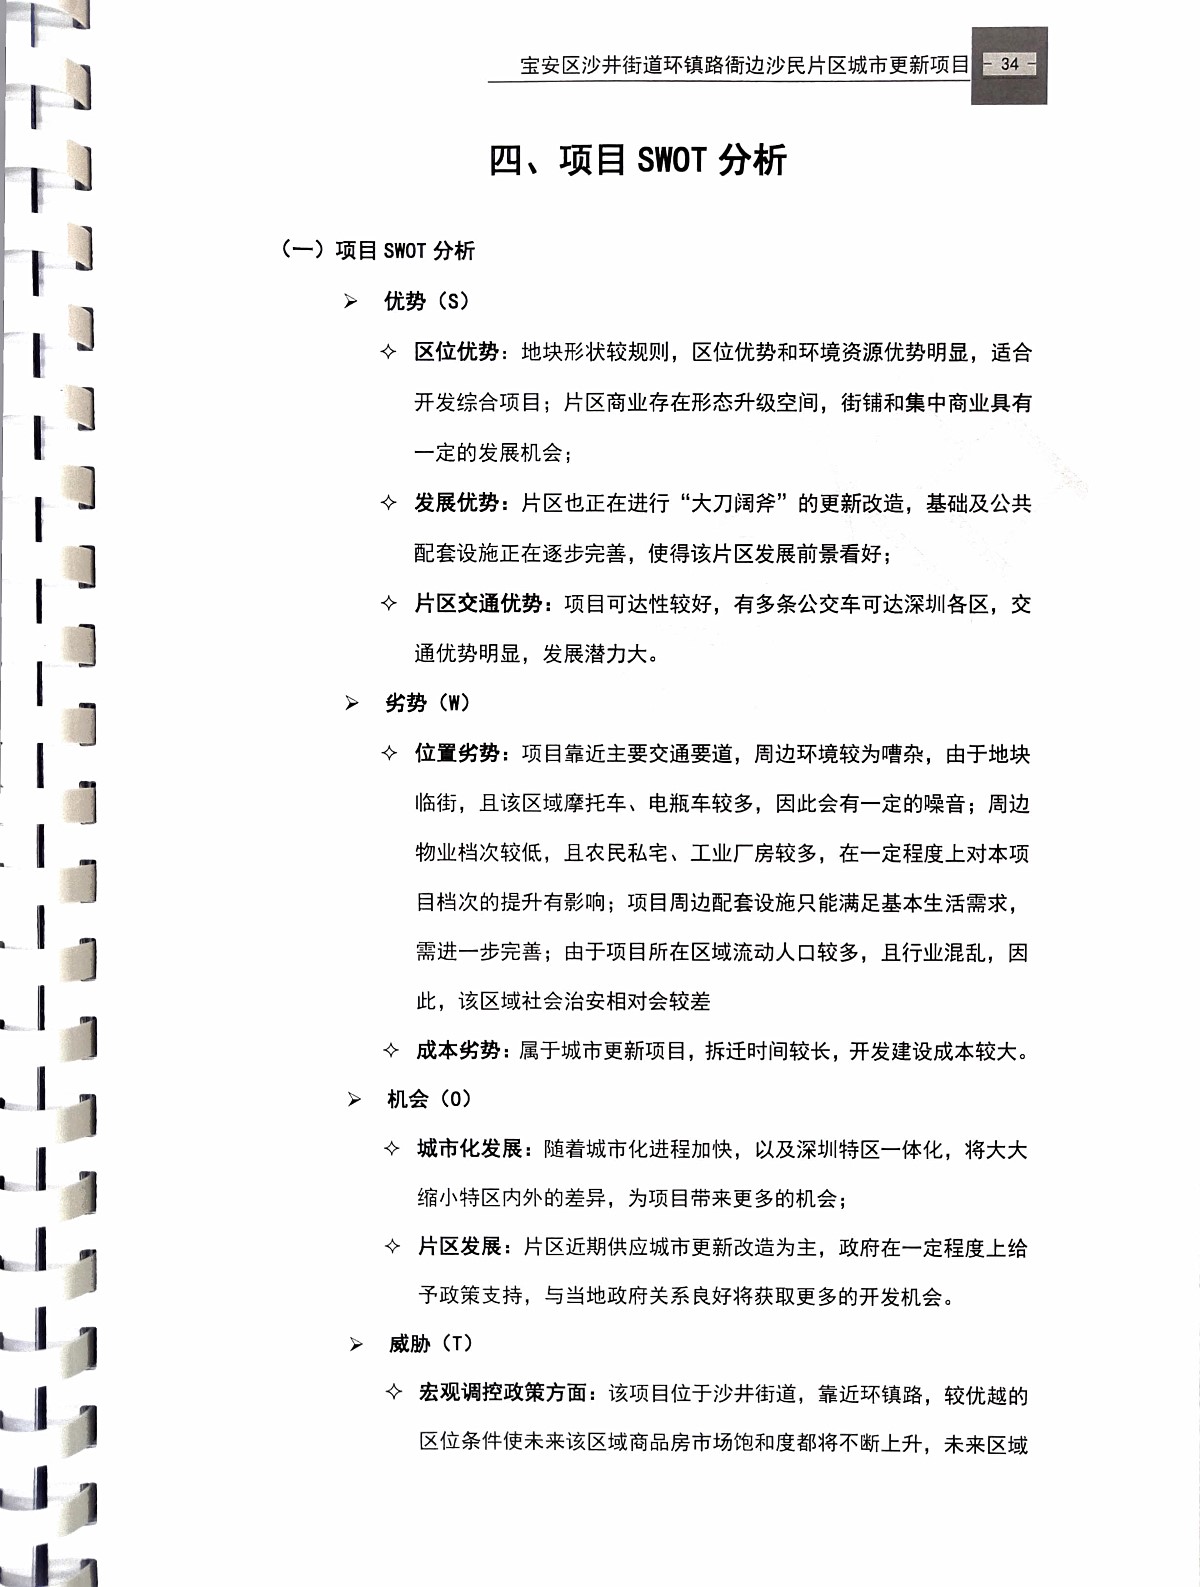 宝安区沙井街道环镇路衙边沙民片区城市更新项目 - 34 -
四、项目 SWOT 分析
（一）项目 SWOT 分析
➢ 优势（S）
✧ 区位优势：地块形状较规则，区位优势和环境资源优势明显，适合
开发综合项目；片区商业存在形态升级空间，街铺和集中商业具有
一定的发展机会；
✧ 发展优势：片区也正在进行“大刀阔斧”的更新改造，基础及公共
配套设施正在逐步完善，使得该片区发展前景看好；
✧ 片区交通优势：项目可达性较好，有多条公交车可达深圳各区，交
通优势明显，发展潜力大。
➢ 劣势（W）
✧ 位置劣势：项目靠近主要交通要道，周边环境较为嘈杂，由于地块
临街，且该区域摩托车、电瓶车较多，因此会有一定的噪音；周边
物业档次较低，且农民私宅、工业厂房较多，在一定程度上对本项
目档次的提升有影响；项目周边配套设施只能满足基本生活需求，
需进一步完善；由于项目所在区域流动人口较多，且行业混乱，因
此，该区域社会治安相对会较差
✧ 成本劣势：属于城市更新项目，拆迁时间较长，开发建设成本较大。
➢ 机会（O）
✧ 城市化发展：随着城市化进程加快，以及深圳特区一体化，将大大
缩小特区内外的差异，为项目带来更多的机会；
✧ 片区发展：片区近期供应城市更新改造为主，政府在一定程度上给
予政策支持，与当地政府关系良好将获取更多的开发机会。
➢ 威胁（T）
✧ 宏观调控政策方面：该项目位于沙井街道，靠近环镇路，较优越的
区位条件使未来该区域商品房市场饱和度都将不断上升，未来区域